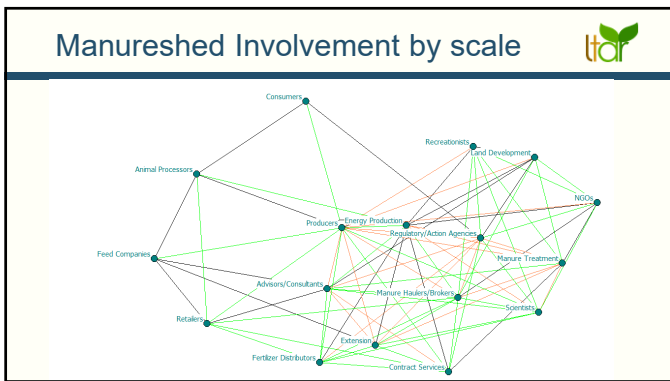 Manureshed Involvement by scale
ltar
Consumers
Recreationists
Land Development
Animal Processors
NGOs
Producers
Energy Production
Regulatory/Action Agencies
Feed Companies
Manure Treatment
Advisors/Consultants
Manure Haulers/Brokers
Scientists
Retailers
Extension
Fertilizer Distributors
Contract Services